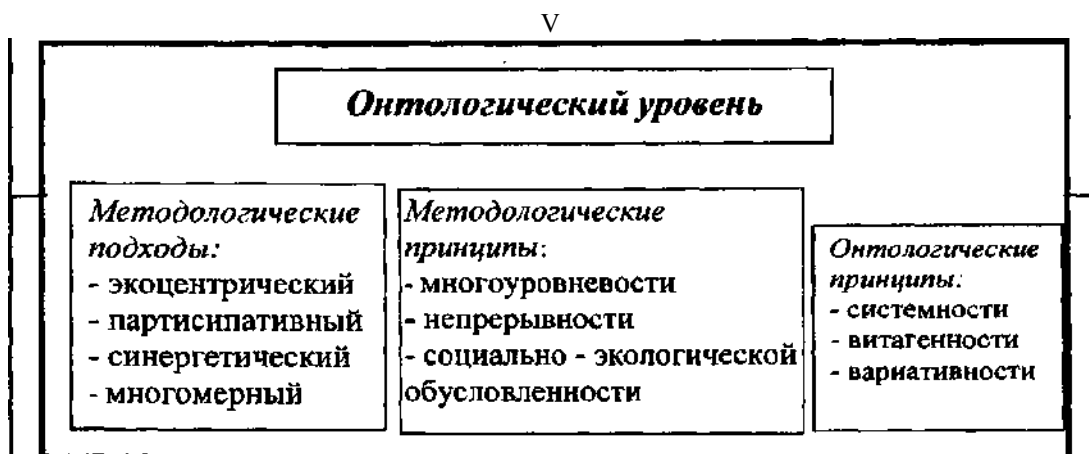 V
Онтологический уровень
Методологические
подходы:
- экоцентрический
- партисипативный
- синергетический
- многомерный
Методологические
принципы:
- многоуровневости
- непрерывности
- социально - экологической
обусловленности
Онтологические
принципы:
- системности
- витагенности
- вариативности